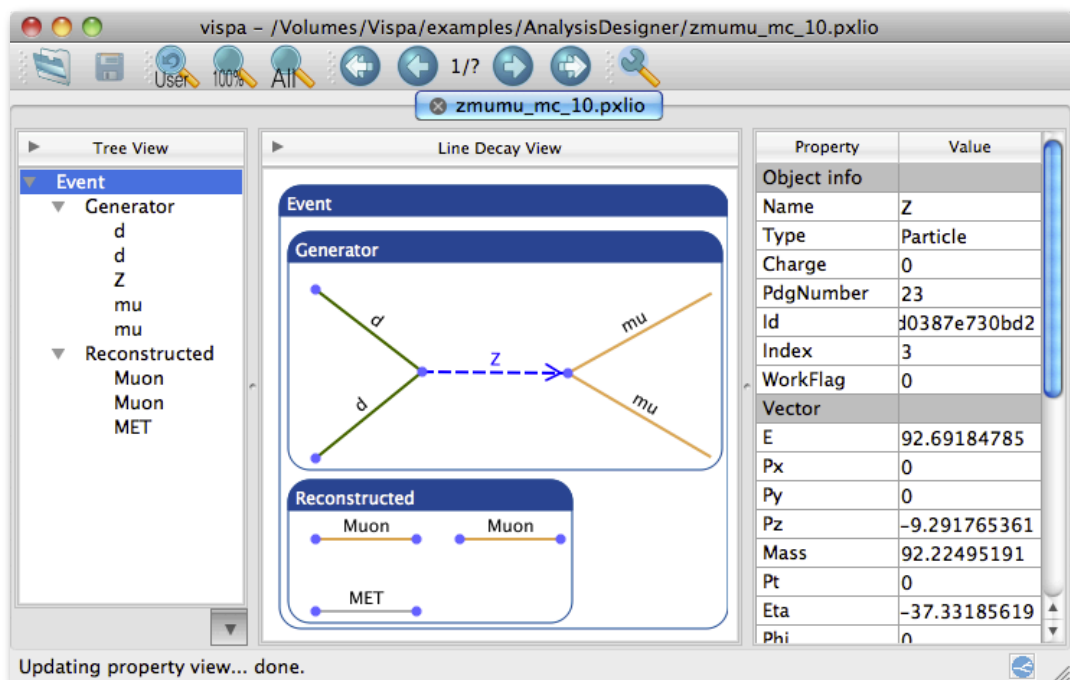 vispa – /Volumes/Vispa/examples/AnalysisDesigner/zmumu_mc_10.pxlio
User 100% All 1/?
zmumu_mc_10.pxlio
Tree View
Event
Generator
d
d
Z
mu
mu
Reconstructed
Muon
Muon
MET
Line Decay View
Event
Generator
d
d
Z
mu
mu
Reconstructed
Muon Muon
MET
Property Value
Object info
Name Z
Type Particle
Charge 0
PdgNumber 23
Id d0387e730bd2
Index 3
WorkFlag 0
Vector
E 92.69184785
Px 0
Py 0
Pz −9.291765361
Mass 92.22495191
Pt 0
Eta −37.33185619
Phi 0
Updating property view... done.